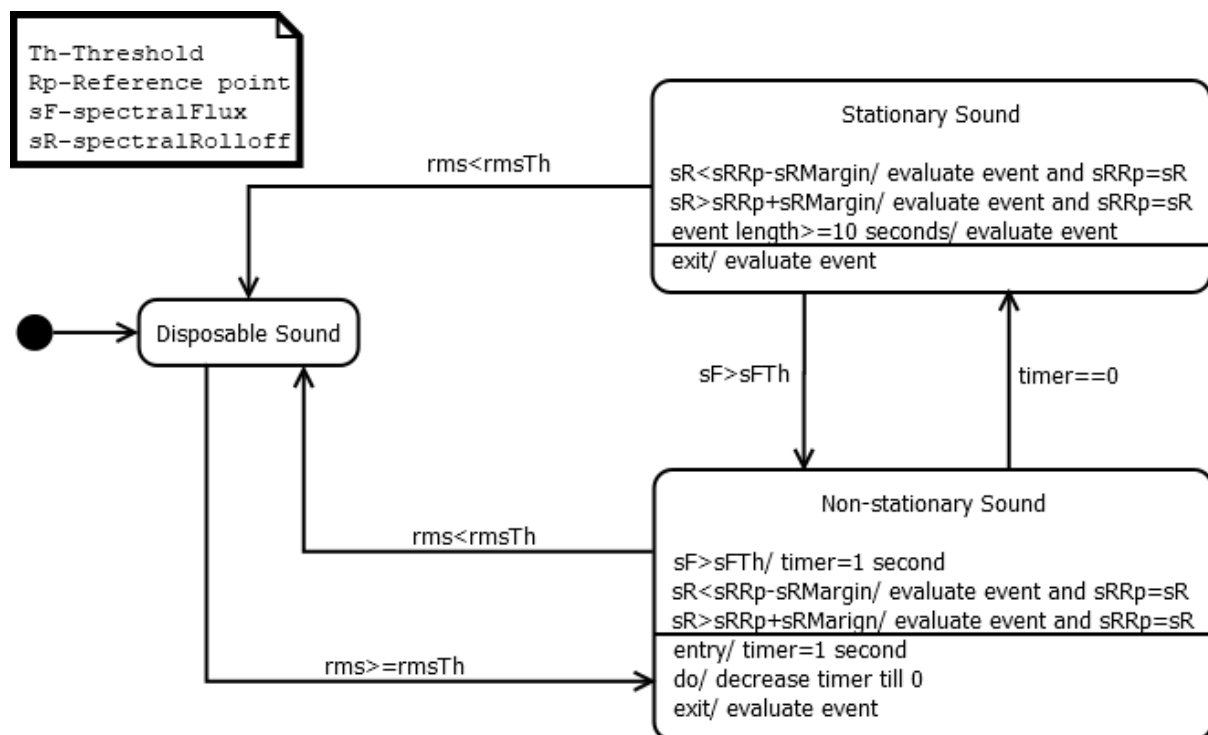 Th-Threshold
Rp-Reference point
sF-spectralFlux
sR-spectralRolloff
Stationary Sound
sR<sRRp-sRMargin/ evaluate event and sRRp=sR
sR>sRRp+sRMargin/ evaluate event and sRRp=sR
event length>=10 seconds/ evaluate event
exit/ evaluate event
rms<rmsTh
Disposable Sound
sF>sFTh
timer==0
Non-stationary Sound
sF>sFTh/ timer=1 second
sR<sRRp-sRMargin/ evaluate event and sRRp=sR
sR>sRRp+sRMarign/ evaluate event and sRRp=sR
entry/ timer=1 second
do/ decrease timer till 0
exit/ evaluate event
rms<rmsTh
rms>=rmsTh